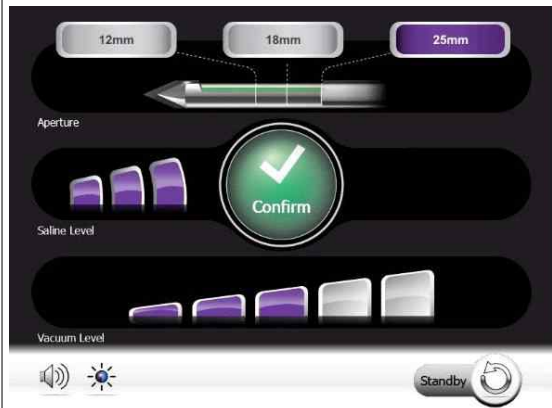 12mm 18mm 25mm
Aperture
Confirm
Saline Level
Vacuum Level
Standby